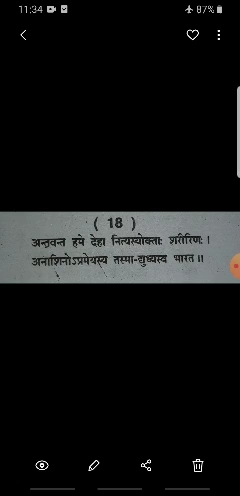 11:34
87%
( 18 )
अन्तवन्त इमे देहा नित्यस्योक्ताः शरीरिणः ।
अनाशिनोऽप्रमेयस्य तस्मा-द्युध्यस्व भारत ॥